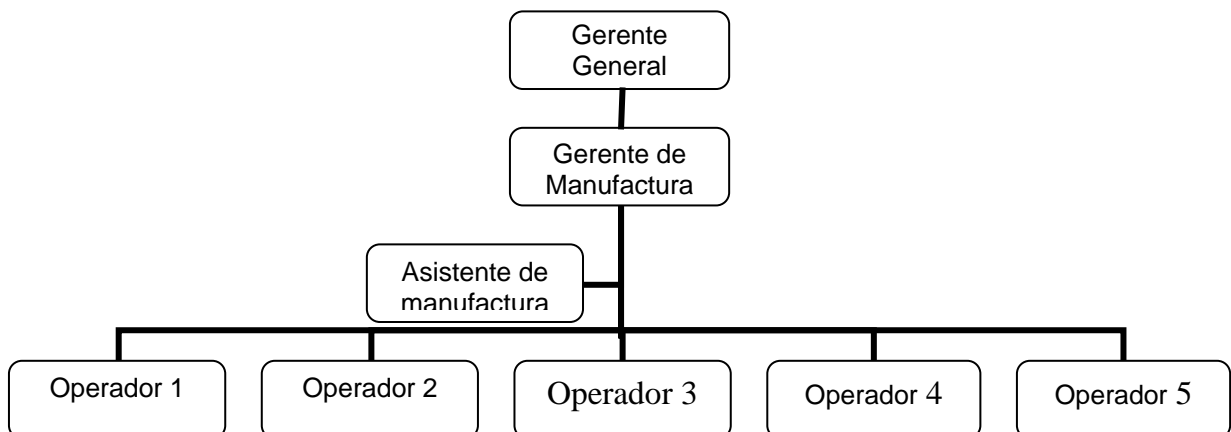 Gerente
General
Gerente de
Manufactura
Asistente de
manufactura
Operador 1
Operador 2
Operador 3
Operador 4
Operador 5